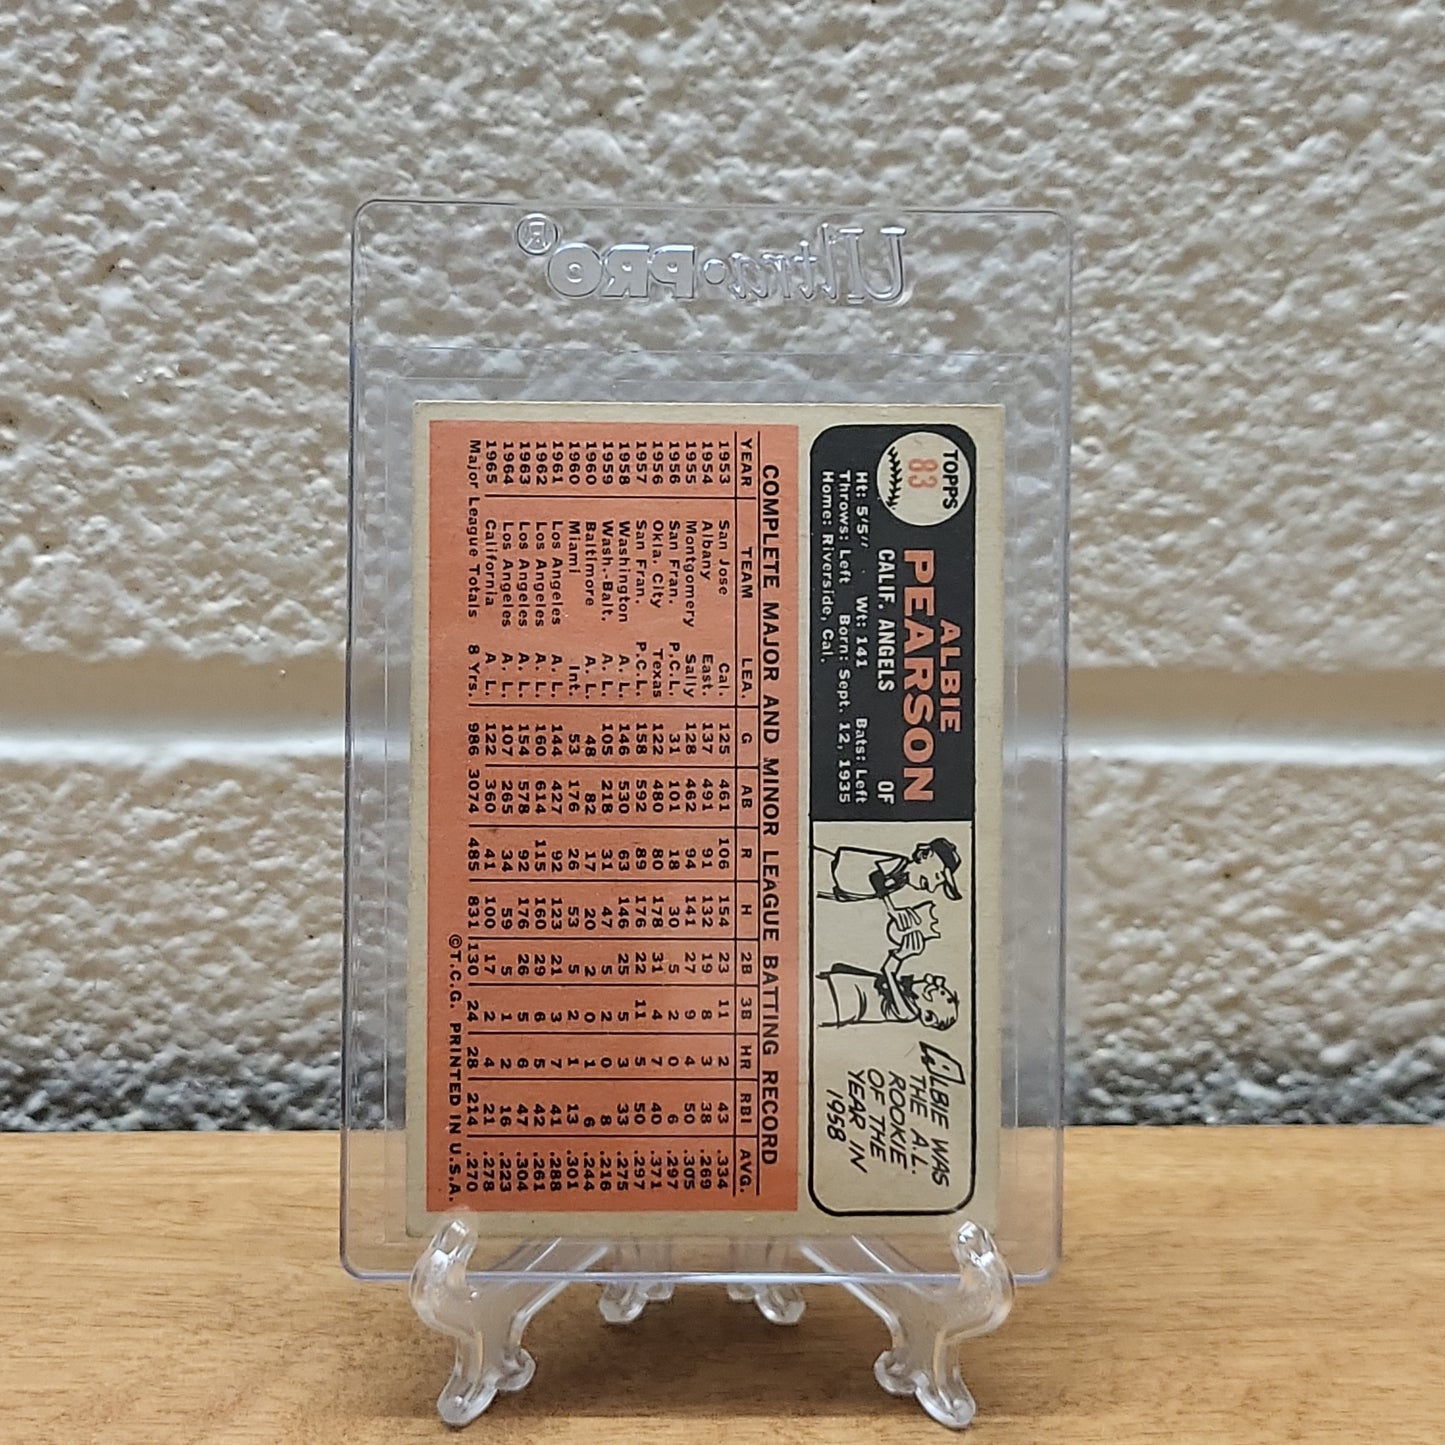 Ultra·PRO®
TOPPS
83
ALBIE
PEARSON
CALIF. ANGELS OF
Ht: 5'5" Wt: 141 Bats: Left
Throws: Left Born: Sept. 12, 1935
Home: Riverside, Cal.
ALBIE WAS
THE A.L.
ROOKIE
OF THE
YEAR IN
1958
COMPLETE MAJOR AND MINOR LEAGUE BATTING RECORD
YEAR TEAM LEA. G AB R H 2B 3B HR RBI AVG.
1953 San Jose Cal. 125 461 106 154 23 11 2 43 .334
1954 Albany East. 137 491 91 132 19 8 3 38 .269
1955 Montgomery Sally 128 462 94 141 27 9 4 50 .305
1956 San Fran. P.C.L. 31 101 18 30 5 2 0 6 .297
1956 Okla. City Texas 122 480 80 178 31 4 7 40 .371
1957 San Fran. P.C.L. 158 592 89 176 22 11 5 50 .297
1958 Washington A. L. 146 530 63 146 25 5 3 33 .275
1959 Wash.-Balt. A. L. 105 218 31 47 5 2 0 8 .216
1960 Baltimore A. L. 48 82 17 20 2 0 1 6 .244
1960 Miami Int. 53 176 26 53 5 2 1 13 .301
1961 Los Angeles A. L. 144 427 92 123 21 3 7 41 .288
1962 Los Angeles A. L. 160 614 115 160 29 6 5 42 .261
1963 Los Angeles A. L. 154 578 92 176 26 5 6 47 .304
1964 Los Angeles A. L. 107 265 34 59 5 1 2 16 .223
1965 California A. L. 122 360 41 100 17 2 4 21 .278
Major League Totals 8 Yrs. 986 3074 485 831 130 24 28 214 .270
©T.C.G. PRINTED IN U.S.A.